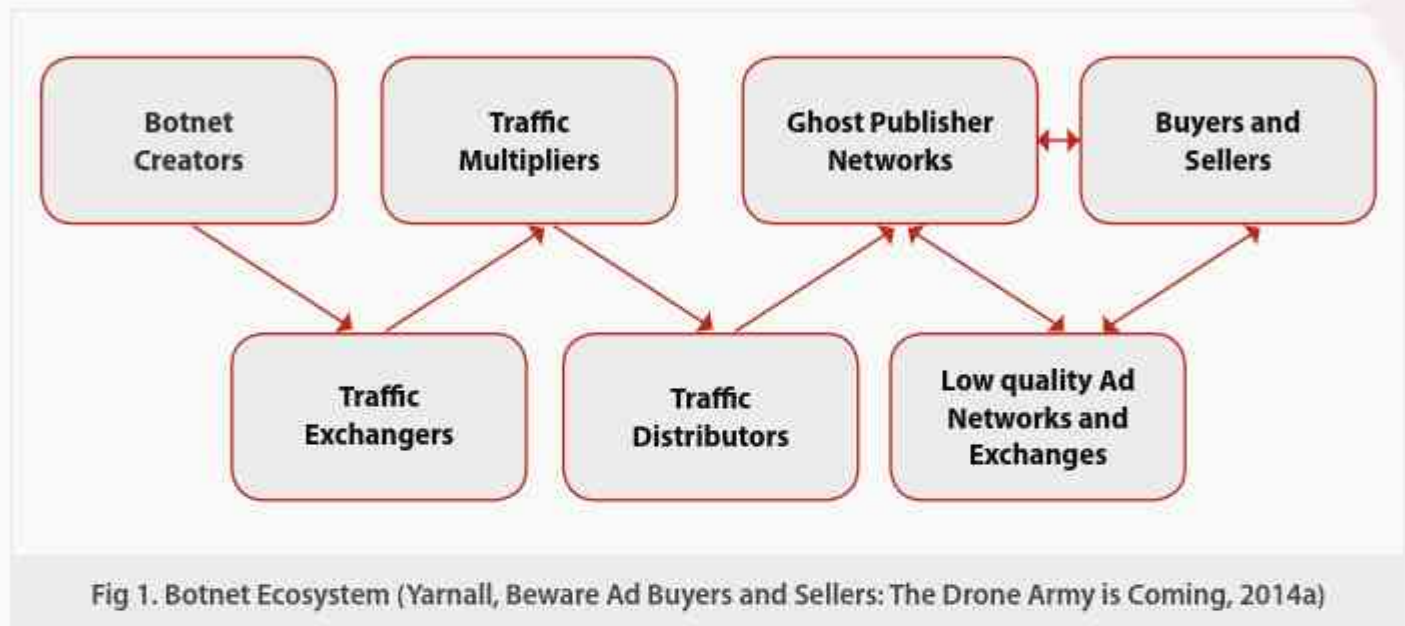 Botnet
Creators
Traffic
Multipliers
Ghost Publisher
Networks
Buyers and
Sellers
Traffic
Exchangers
Traffic
Distributors
Low quality Ad
Networks and
Exchanges
Fig 1. Botnet Ecosystem (Yarnall, Beware Ad Buyers and Sellers: The Drone Army is Coming, 2014a)